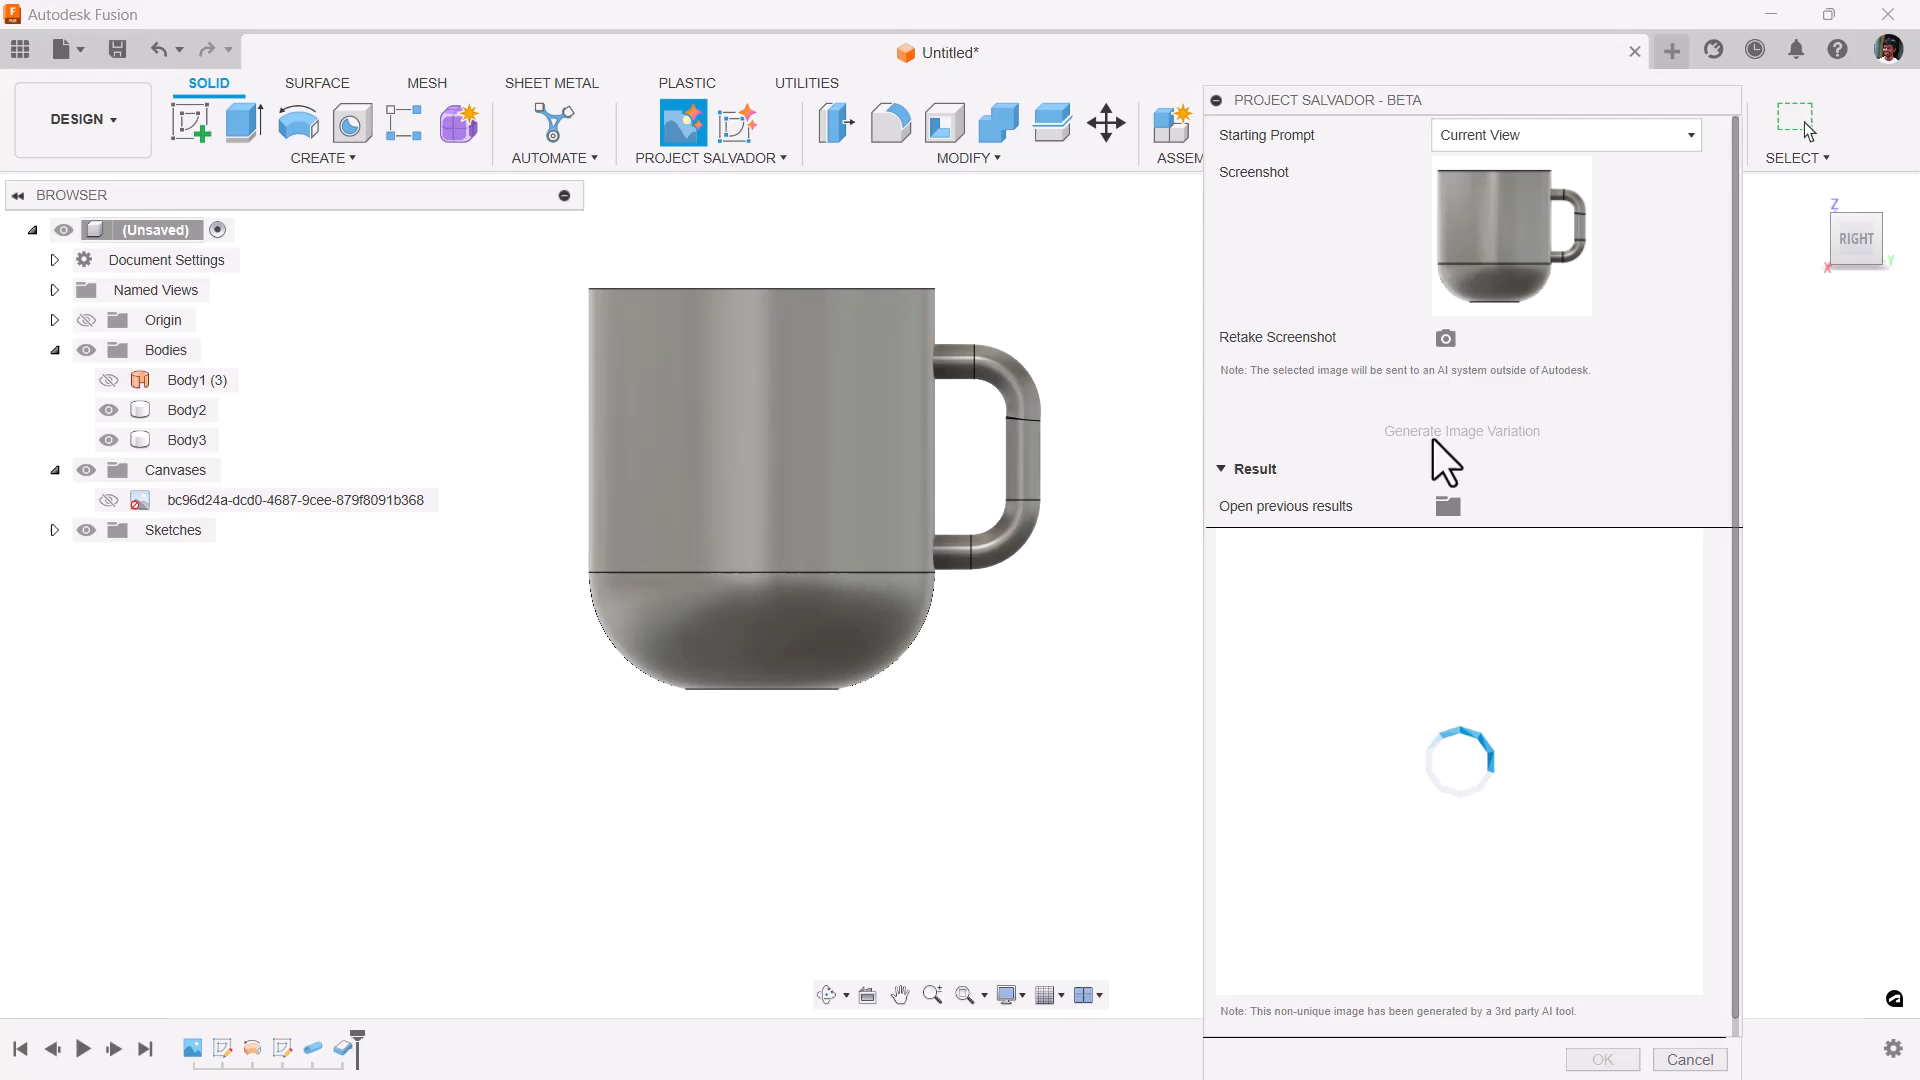 Autodesk Fusion
Untitled*
SOLID
SURFACE
MESH
SHEET METAL
PLASTIC
UTILITIES
DESIGN
CREATE
AUTOMATE
PROJECT SALVADOR
MODIFY
ASSEM
SELECT
PROJECT SALVADOR - BETA
Starting Prompt
Current View
Screenshot
Retake Screenshot
Note: The selected image will be sent to an AI system outside of Autodesk.
Generate Image Variation
Result
Open previous results
Note: This non-unique image has been generated by a 3rd party AI tool.
OK
Cancel
BROWSER
(Unsaved)
Document Settings
Named Views
Origin
Bodies
Body1 (3)
Body2
Body3
Canvases
bc96d24a-dcd0-4687-9cee-879f8091b368
Sketches
Z
RIGHT
X
Y